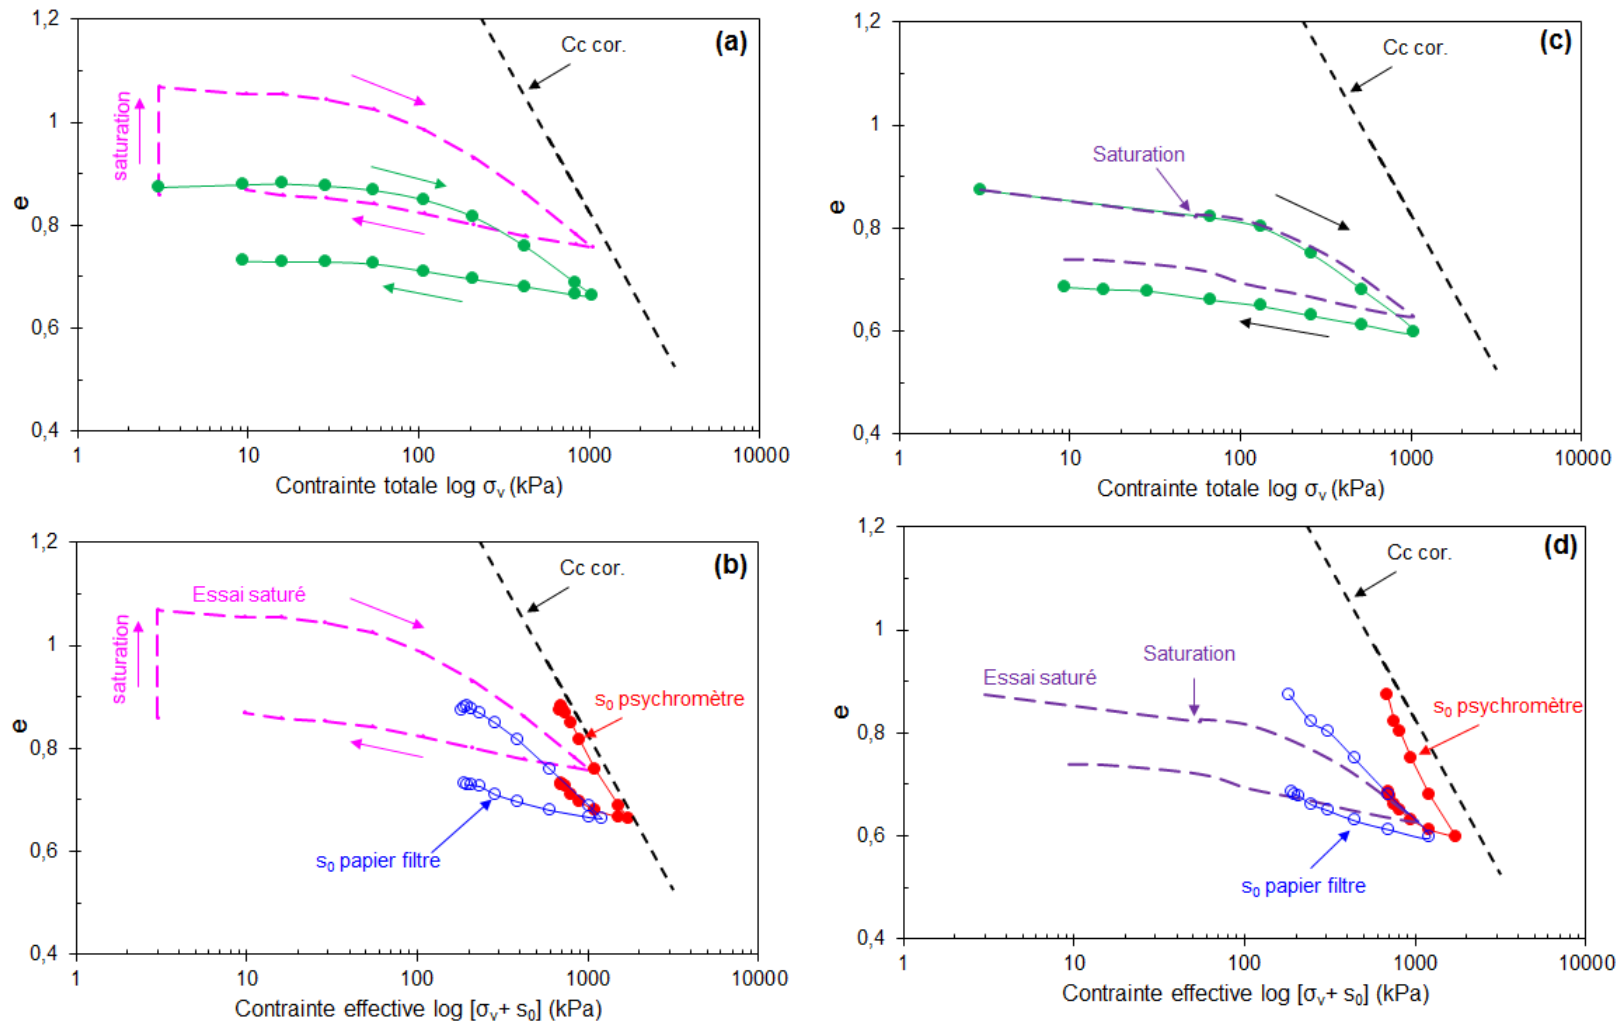 1,2
1
0,8
0,6
0,4
e
(a)
Cc cor.
saturation
1
10
100
1000
10000
Contrainte totale log σv (kPa)
1,2
1
0,8
0,6
0,4
e
(c)
Cc cor.
Saturation
1
10
100
1000
10000
Contrainte totale log σv (kPa)
1,2
1
0,8
0,6
0,4
e
(b)
Cc cor.
Essai saturé
saturation
s0 psychromètre
s0 papier filtre
1
10
100
1000
10000
Contrainte effective log [σv+ s0] (kPa)
1,2
1
0,8
0,6
0,4
e
(d)
Cc cor.
Saturation
Essai saturé
s0 psychromètre
s0 papier filtre
1
10
100
1000
10000
Contrainte effective log [σv+ s0] (kPa)